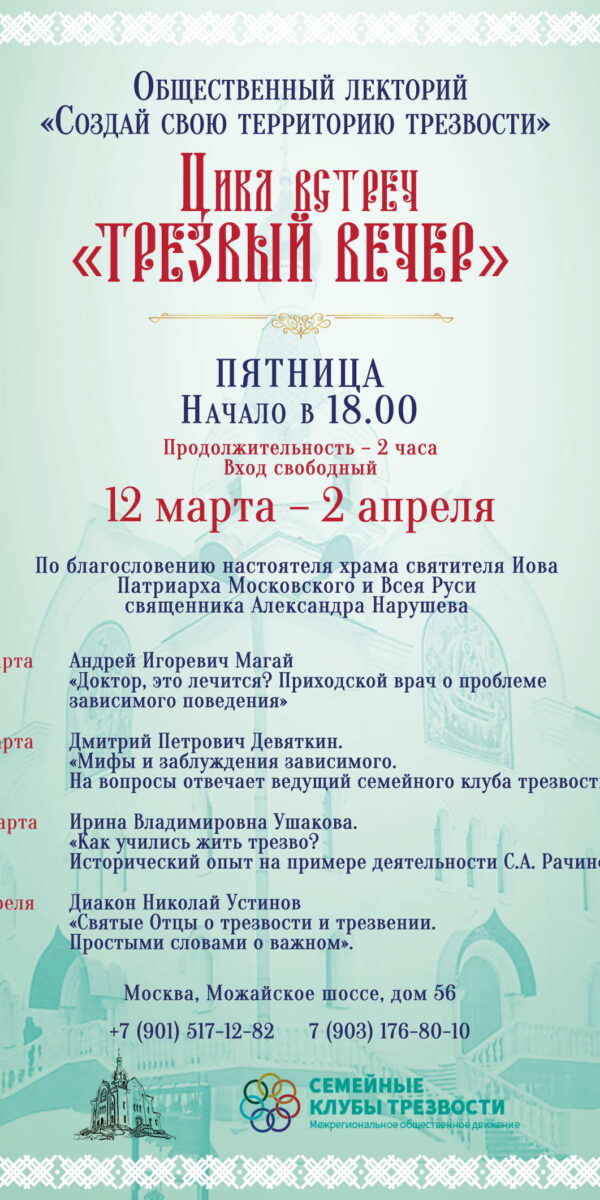 Общественный лекторий
«Создай свою территорию трезвости»
Цикл встреч
«ТРЕЗВЫЙ ВЕЧЕР»
ПЯТНИЦА
Начало в 18.00
Продолжительность – 2 часа
Вход свободный
12 марта – 2 апреля
По благословению настоятеля храма святителя Иова
Патриарха Московского и Всея Руси
священника Александра Нарушева
Андрей Игоревич Магай
«Доктор, это лечится? Приходской врач о проблеме
зависимого поведения»
Дмитрий Петрович Девяткин.
«Мифы и заблуждения зависимого.
На вопросы отвечает ведущий семейного клуба
Ирина Владимировна Ушакова.
«Как учились жить трезво?
Исторический опыт на примере деятельности С.А.
Диакон Николай Устинов
«Святые Отцы о трезвости и трезвении.
Простыми словами о важном».
Москва, Можайское шоссе, дом 56
+7 (901) 517-12-82 7 (903) 176-80-10
СЕМЕЙНЫЕ
КЛУБЫ ТРЕЗВОСТИ
Межрегиональное общественное движение